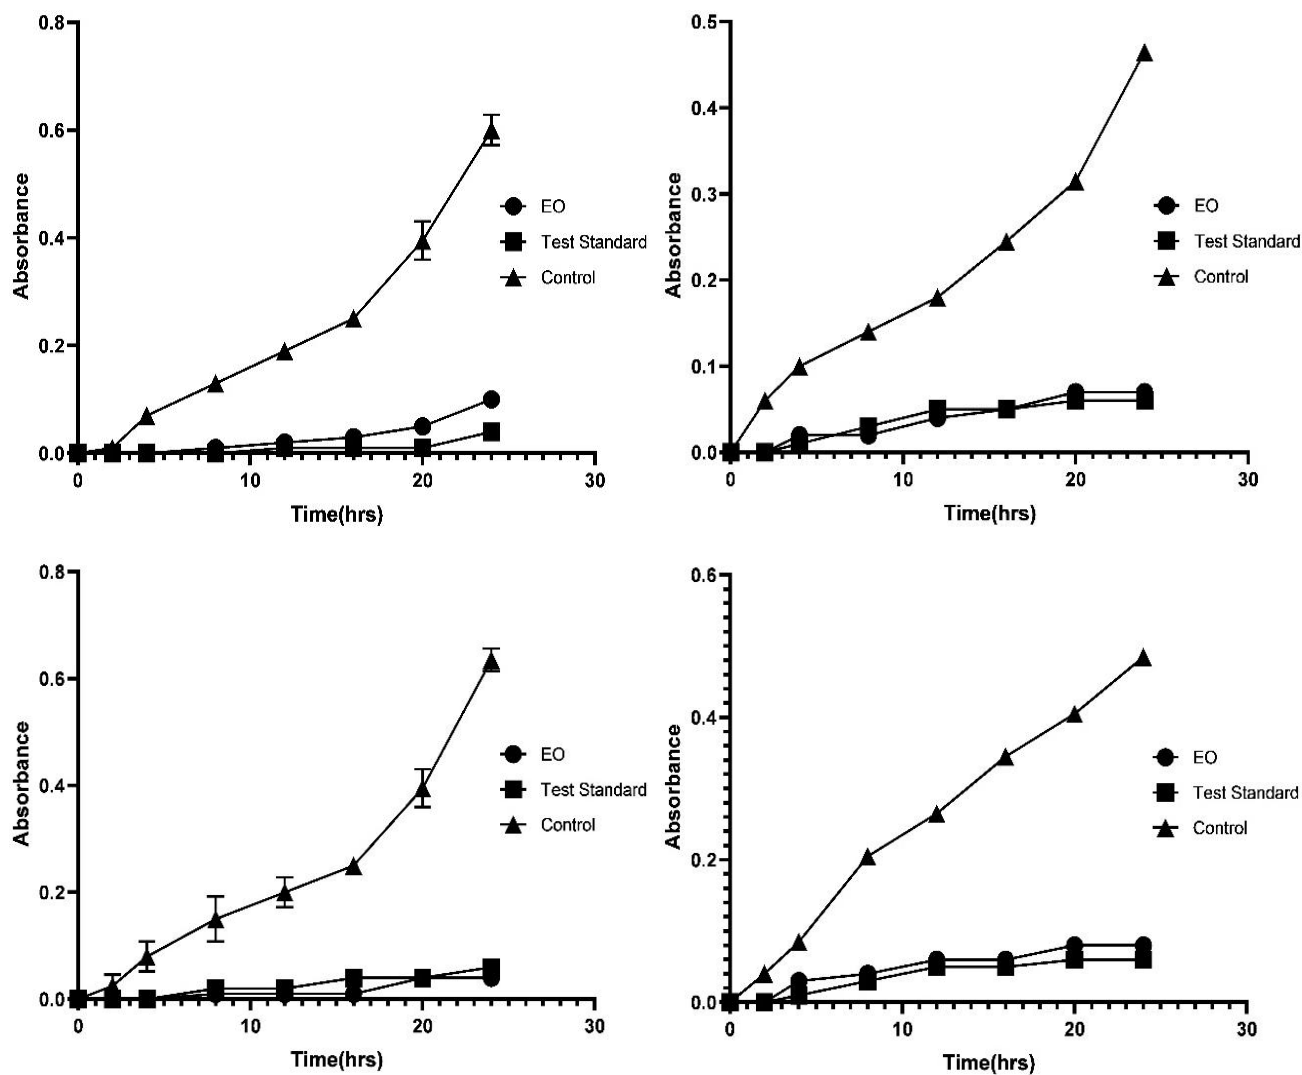 0.8
0.6
0.4
0.2
0.0
Absorbance
0 10 20 30
Time(hrs)
EO
Test Standard
Control
0.5
0.4
0.3
0.2
0.1
0.0
Absorbance
0 10 20 30
Time(hrs)
EO
Test Standard
Control
0.8
0.6
0.4
0.2
0.0
Absorbance
0 10 20 30
Time(hrs)
EO
Test Standard
Control
0.6
0.4
0.2
0.0
Absorbance
0 10 20 30
Time(hrs)
EO
Test Standard
Control